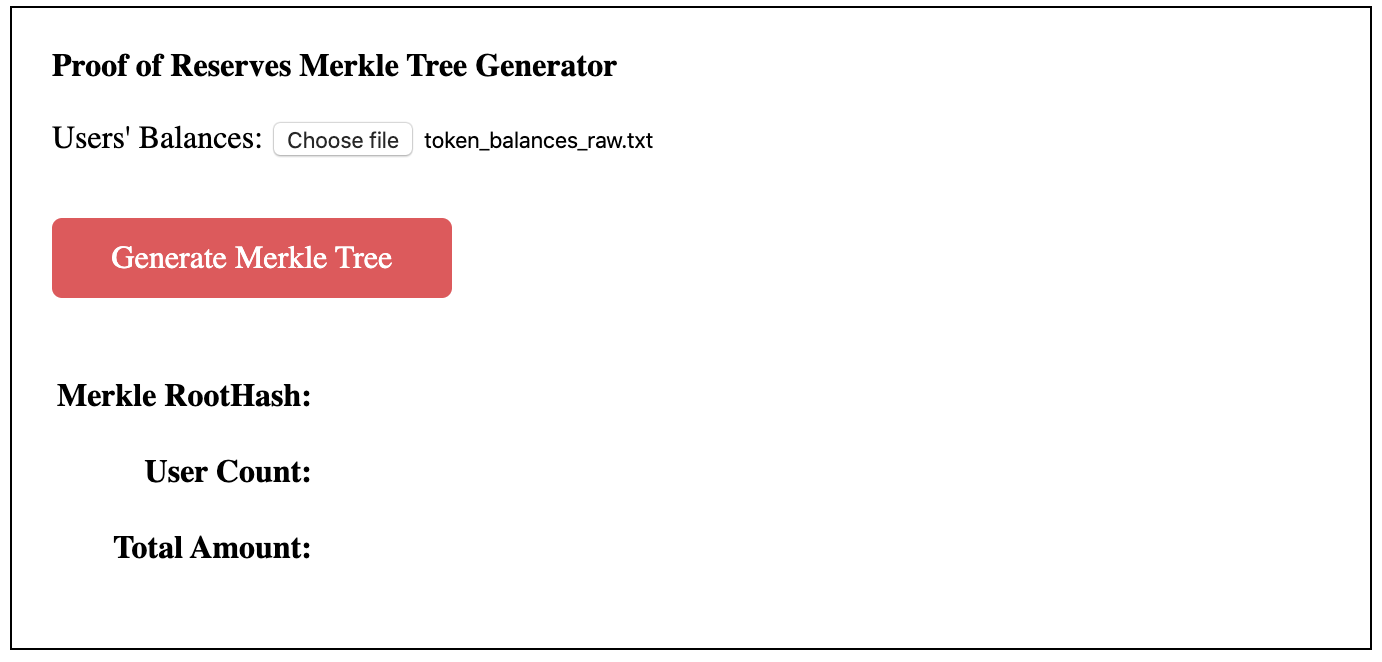 Proof of Reserves Merkle Tree Generator
Users' Balances: Choose file token_balances_raw.txt
Generate Merkle Tree
Merkle RootHash:
User Count:
Total Amount: